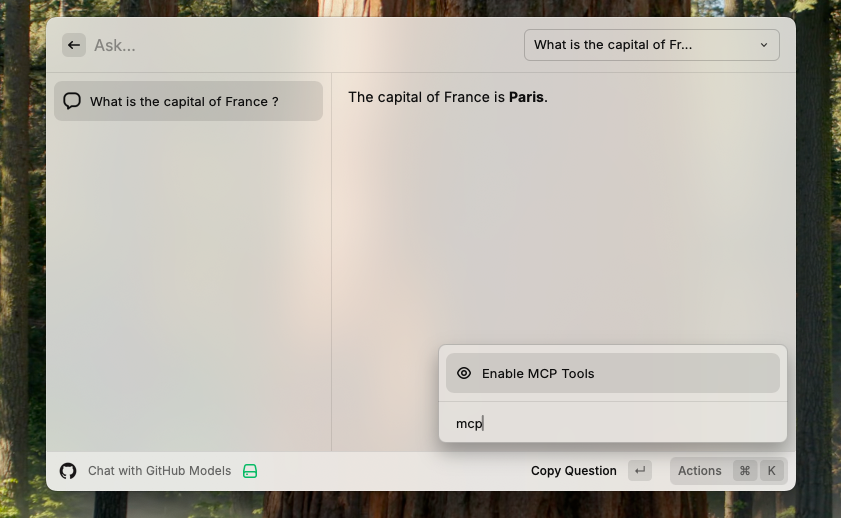 Ask...
What is the capital of Fr...
What is the capital of France ?
The capital of France is Paris.
Enable MCP Tools
mcp
Chat with GitHub Models
Copy Question
Actions ⌘ K